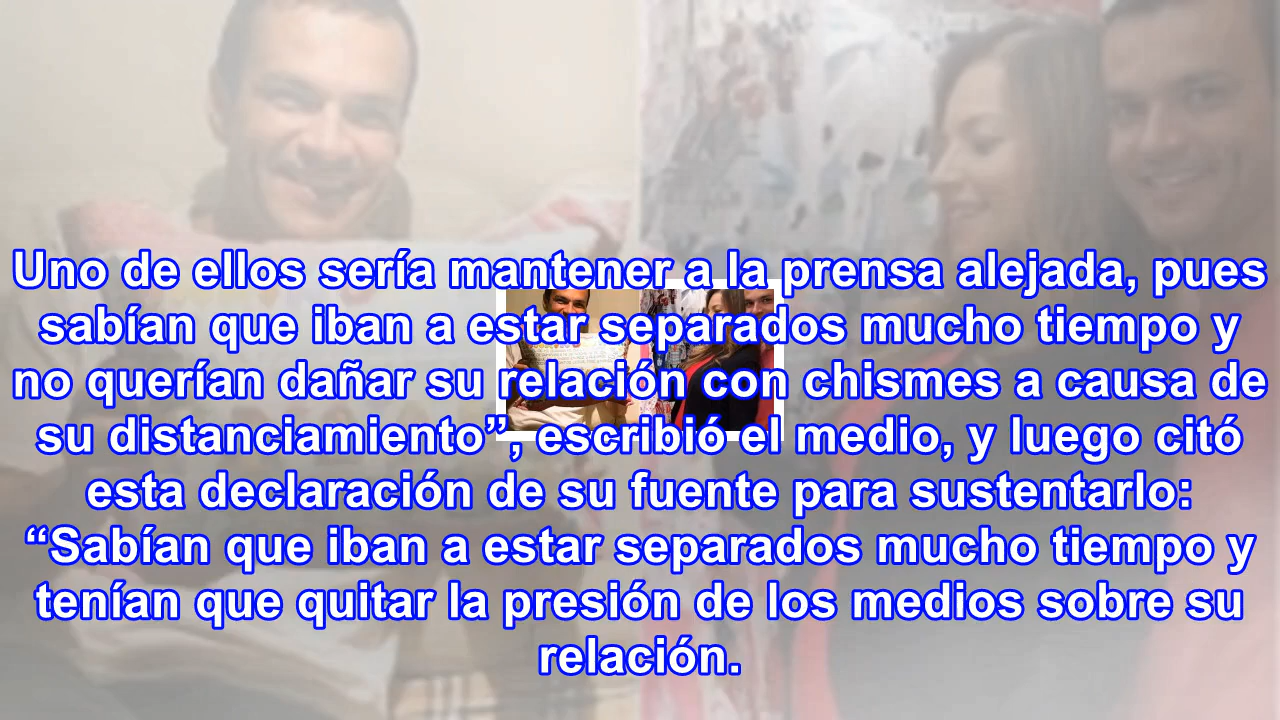 Uno de ellos sería mantener a la prensa alejada, pues
sabían que iban a estar separados mucho tiempo y
no querían dañar su relación con chismes a causa de
su distanciamiento”, escribió el medio, y luego citó
esta declaración de su fuente para sustentarlo:
“Sabían que iban a estar separados mucho tiempo y
tenían que quitar la presión de los medios sobre su
relación.